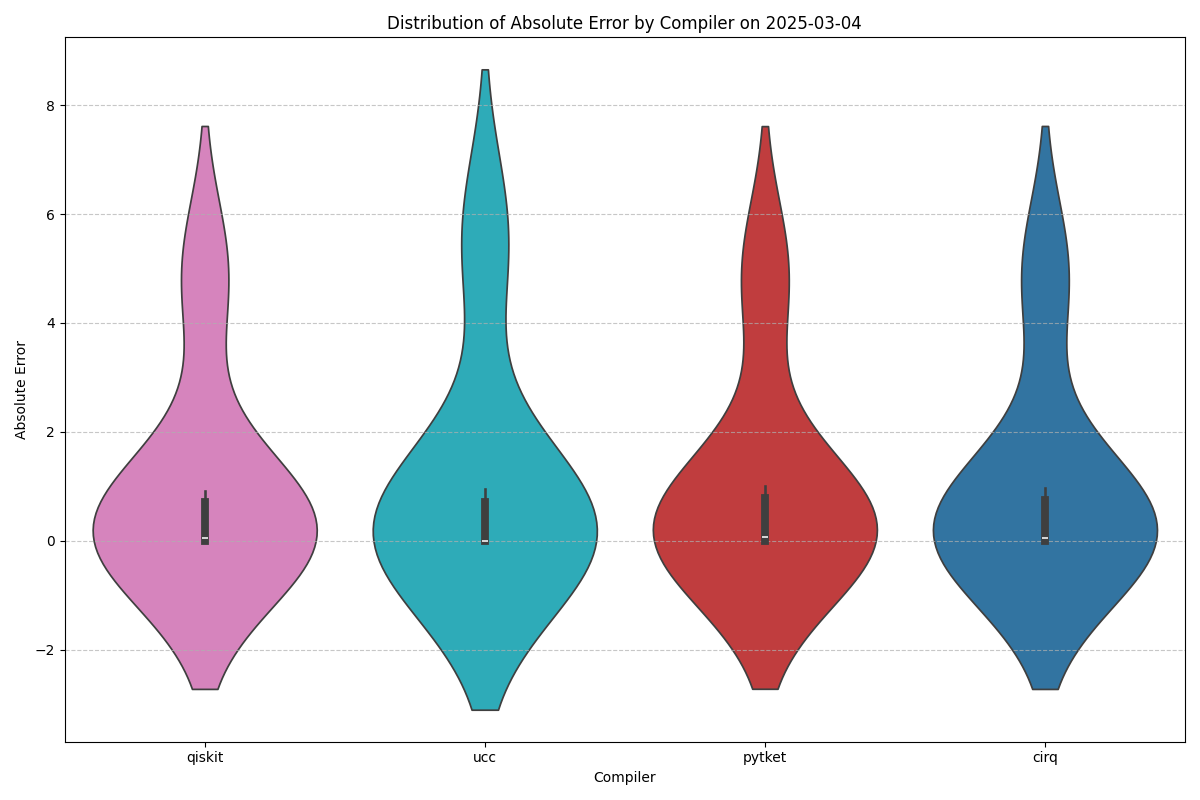 Distribution of Absolute Error by Compiler on 2025-03-04
Absolute Error
8
6
4
2
0
−2
qiskit
ucc
pytket
cirq
Compiler